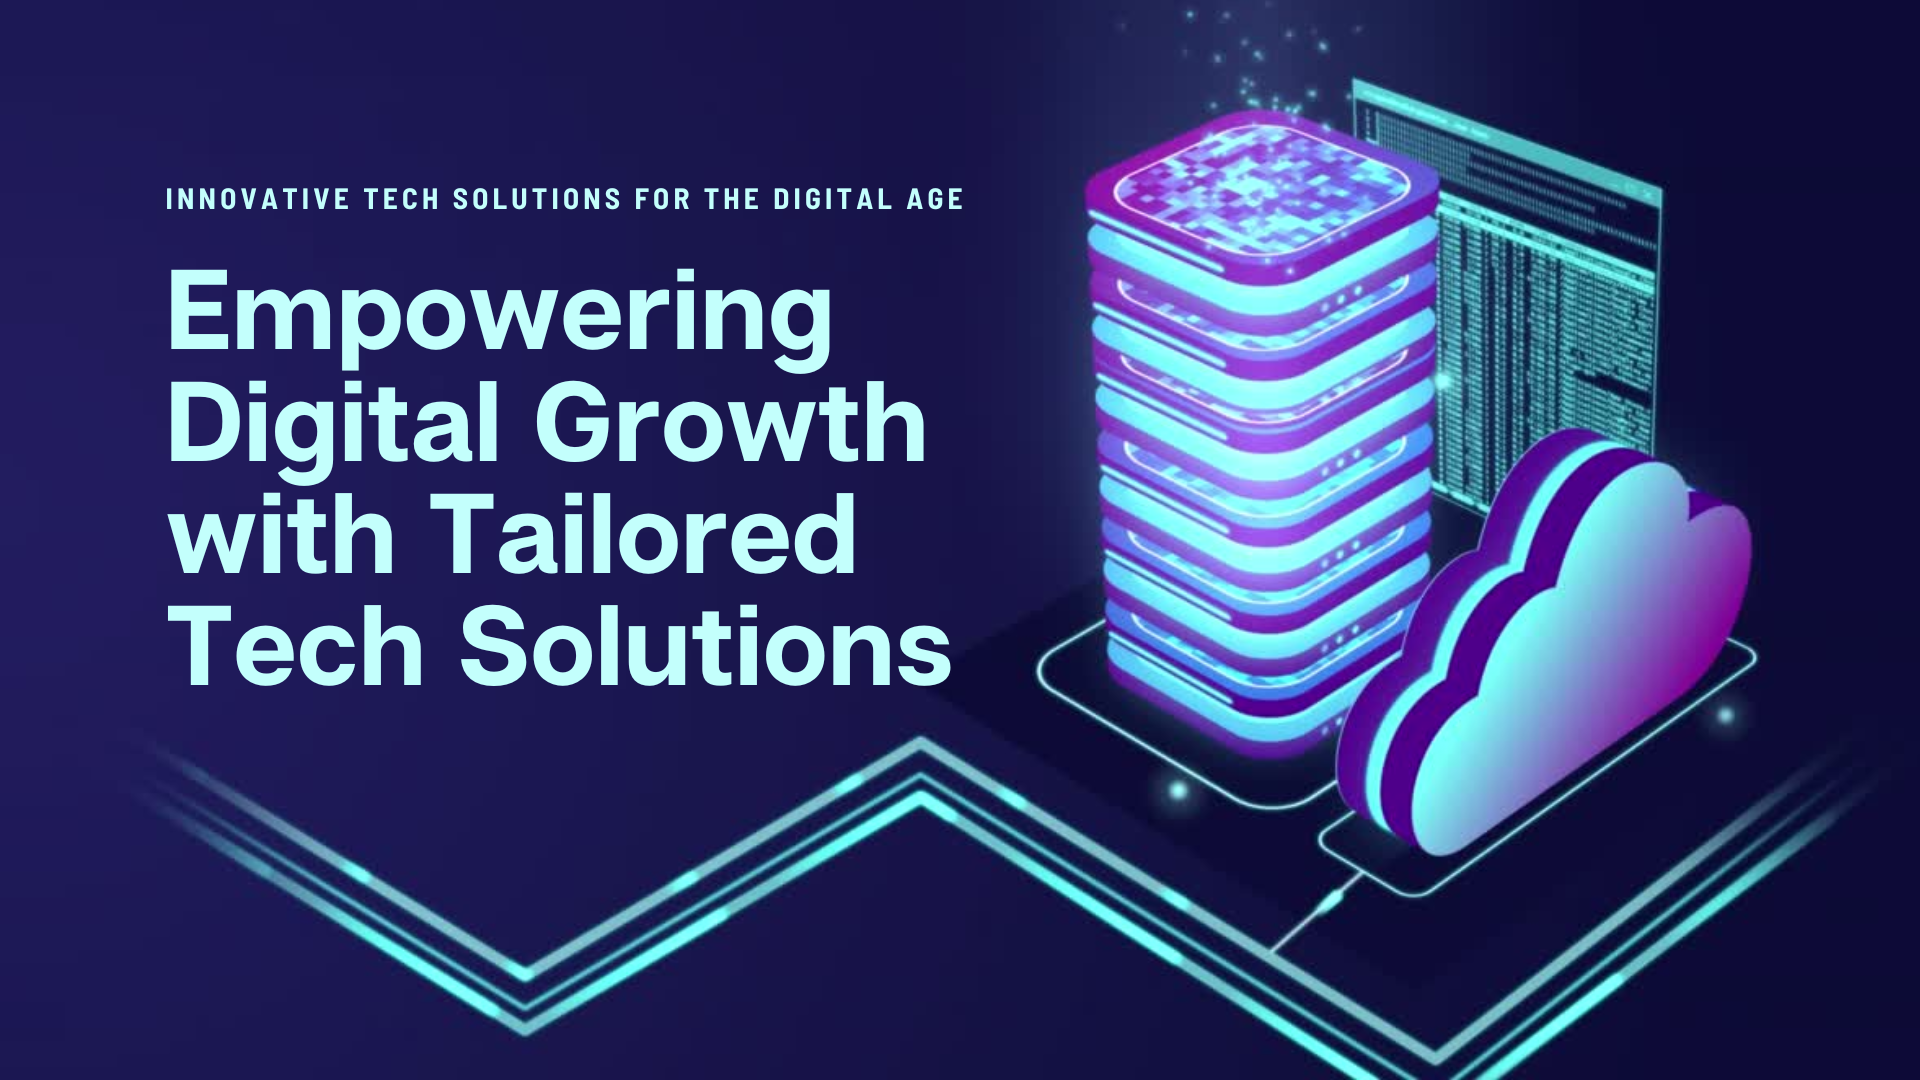 INNOVATIVE TECH SOLUTIONS FOR THE DIGITAL AGE
Empowering
Digital Growth
with Tailored
Tech Solutions